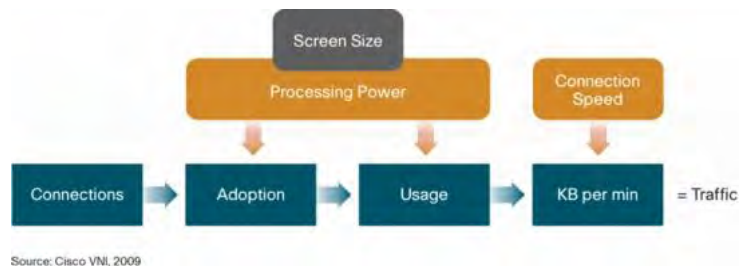 Screen Size
Processing Power
Connection
Speed
Connections
Adoption
Usage
KB per min
= Traffic
Source: Cisco VNI, 2009